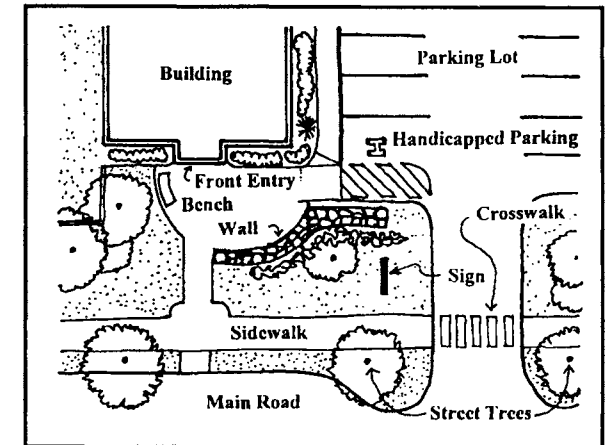 Parking Lot
Building
Handicapped Parking
Front Entry
Bench
Crosswalk
Wall
Sign
Sidewalk
Main Road
Street Trees